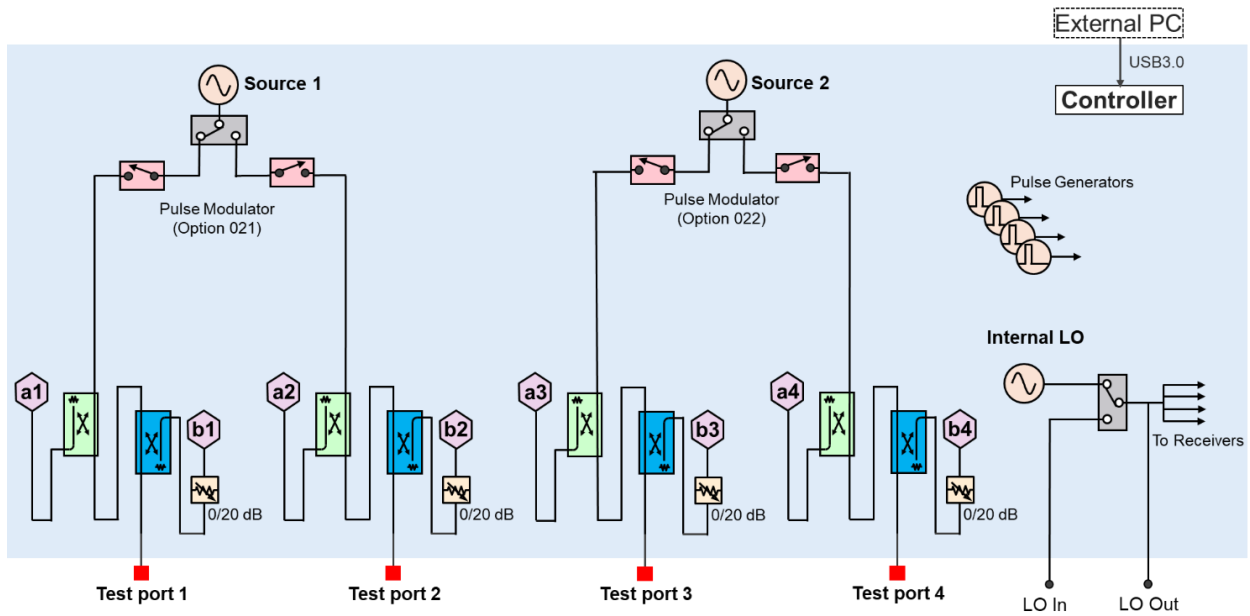 External PC
USB3.0
Controller
Source 1
Source 2
Pulse Modulator
(Option 021)
Pulse Modulator
(Option 022)
Pulse Generators
Internal LO
To Receivers
a1
b1
a2
b2
a3
b3
a4
b4
0/20 dB
0/20 dB
0/20 dB
0/20 dB
Test port 1
Test port 2
Test port 3
Test port 4
LO In
LO Out